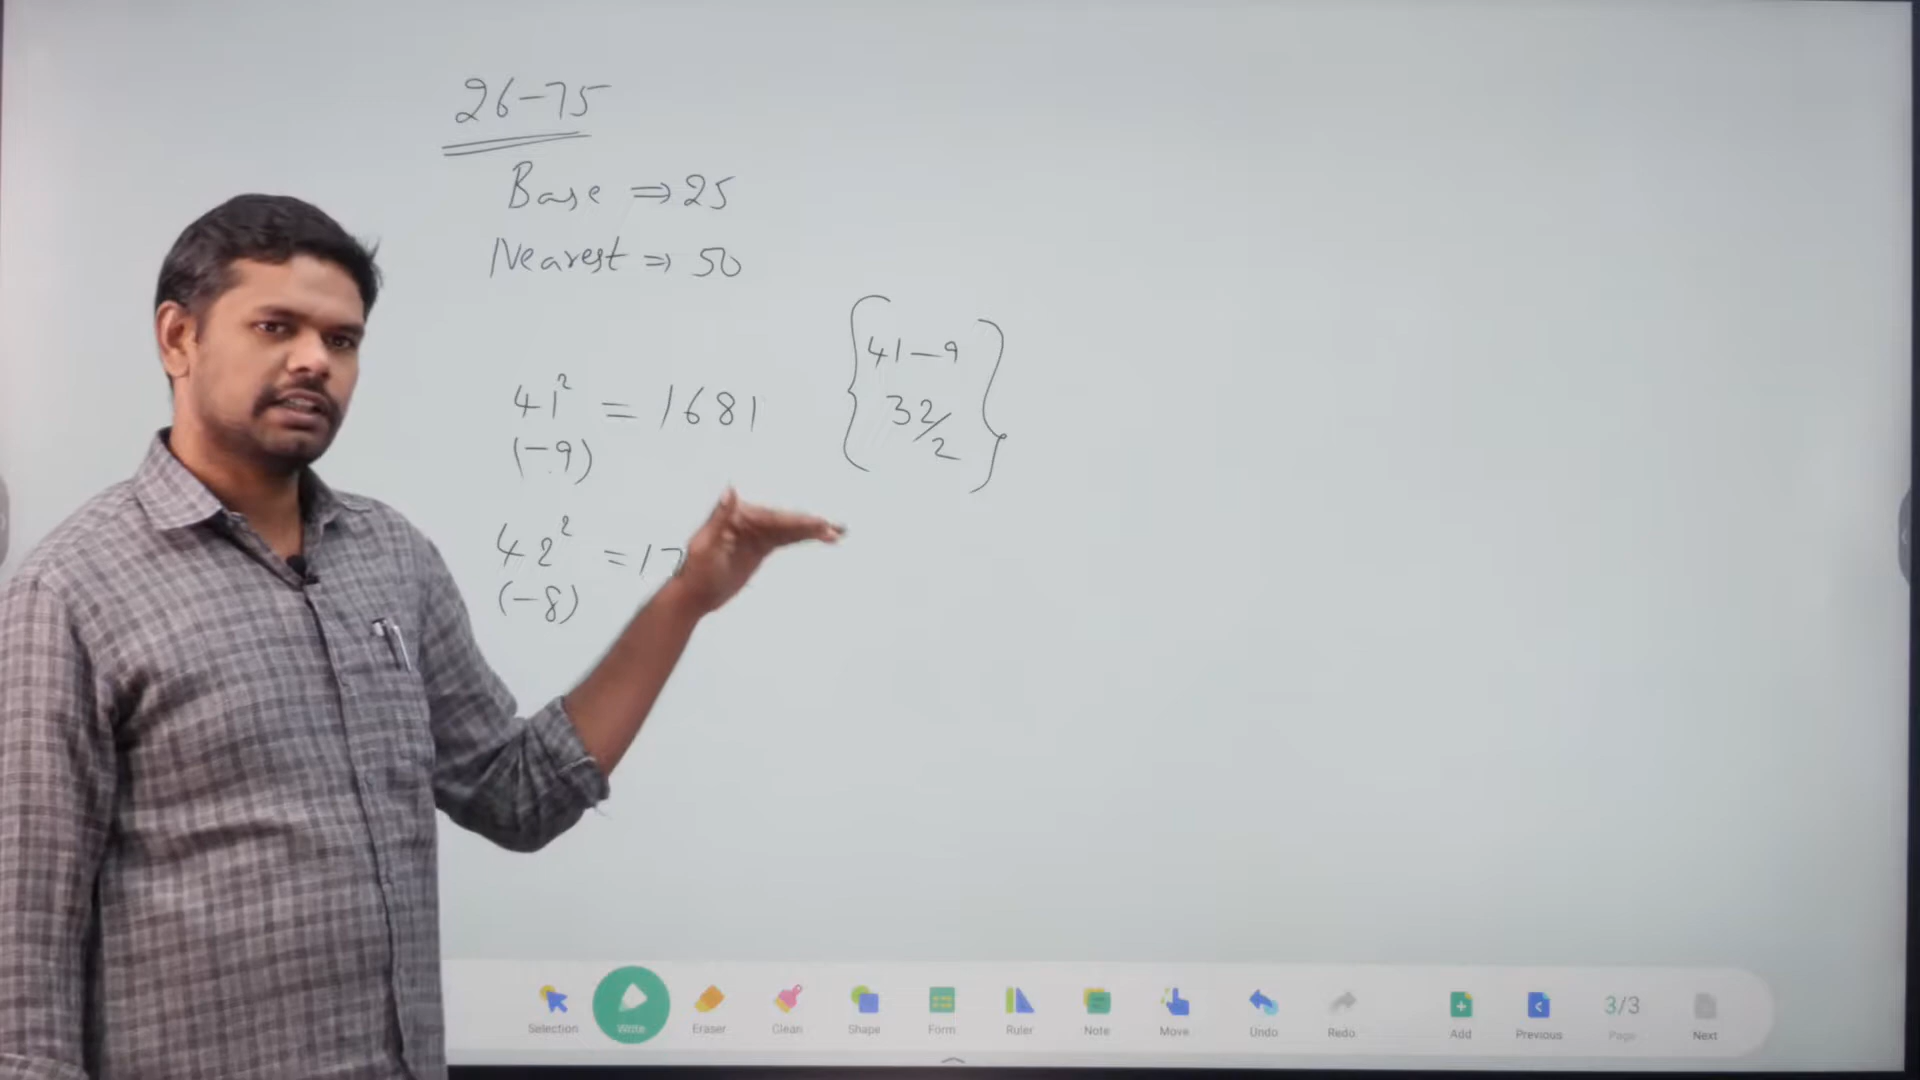 26-75
Base ⇒ 25
Nearest ⇒ 50
41² = 1681
(-9)
{41-9
32/2}
42² = 17
(-8)
Selection
Write
Eraser
Clean
Shape
Form
Ruler
Note
Move
Undo
Redo
Add
Previous
3/3
Page
Next